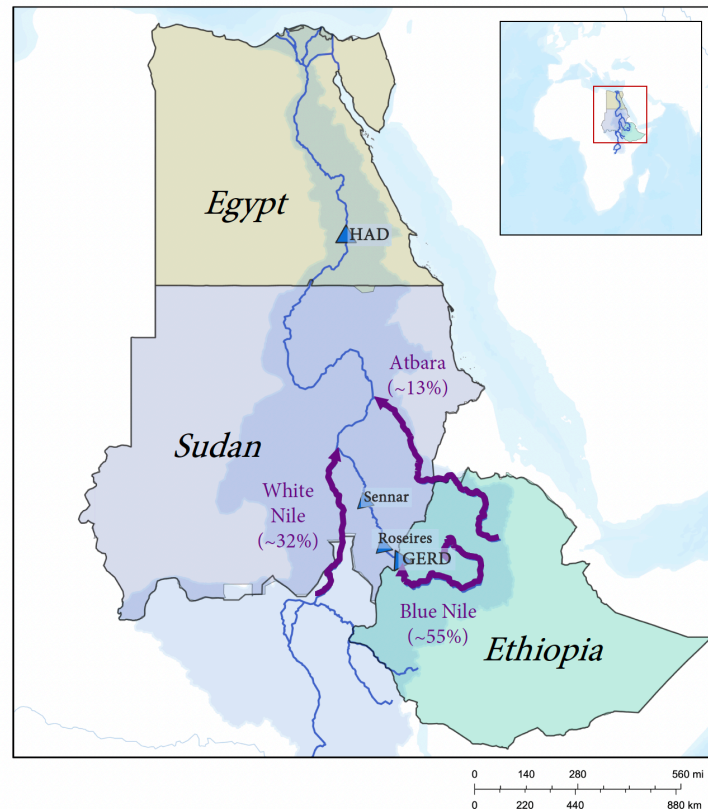 Egypt
HAD
Atbara
(~13%)
Sudan
White
Nile
(~32%)
Sennar
Roseires
GERD
Blue Nile
(~55%)
Ethiopia
0 140 280 560 mi
0 220 440 880 km